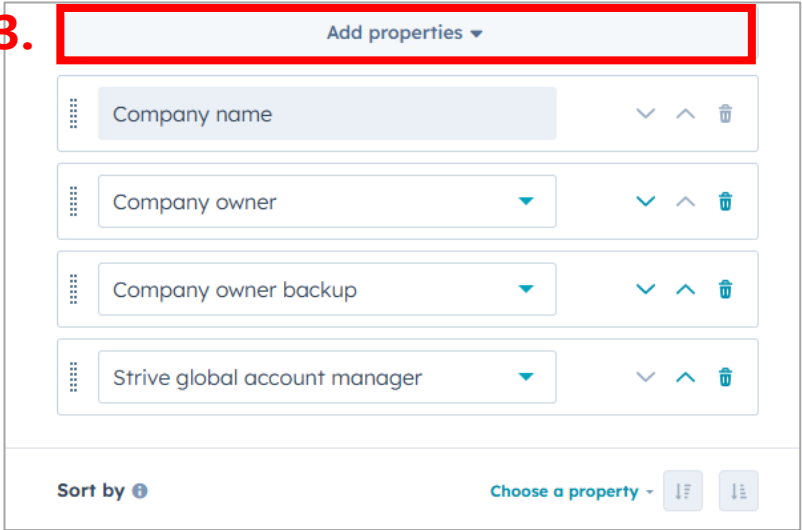 3.
Add properties
Company name
Company owner
Company owner backup
Strive global account manager
Sort by
Choose a property